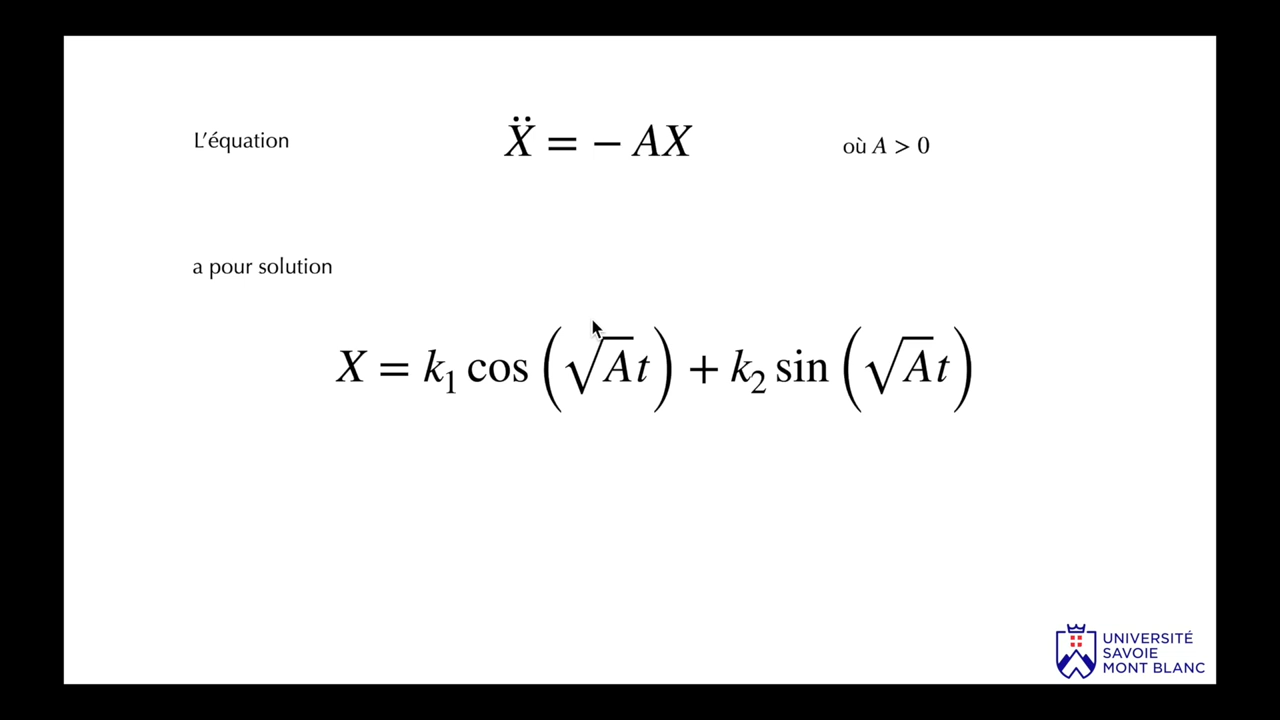 L'équation Ẍ = − AX où A > 0
a pour solution
X = k₁ cos (√A t) + k₂ sin (√A t)
UNIVERSITÉ
SAVOIE
MONT BLANC